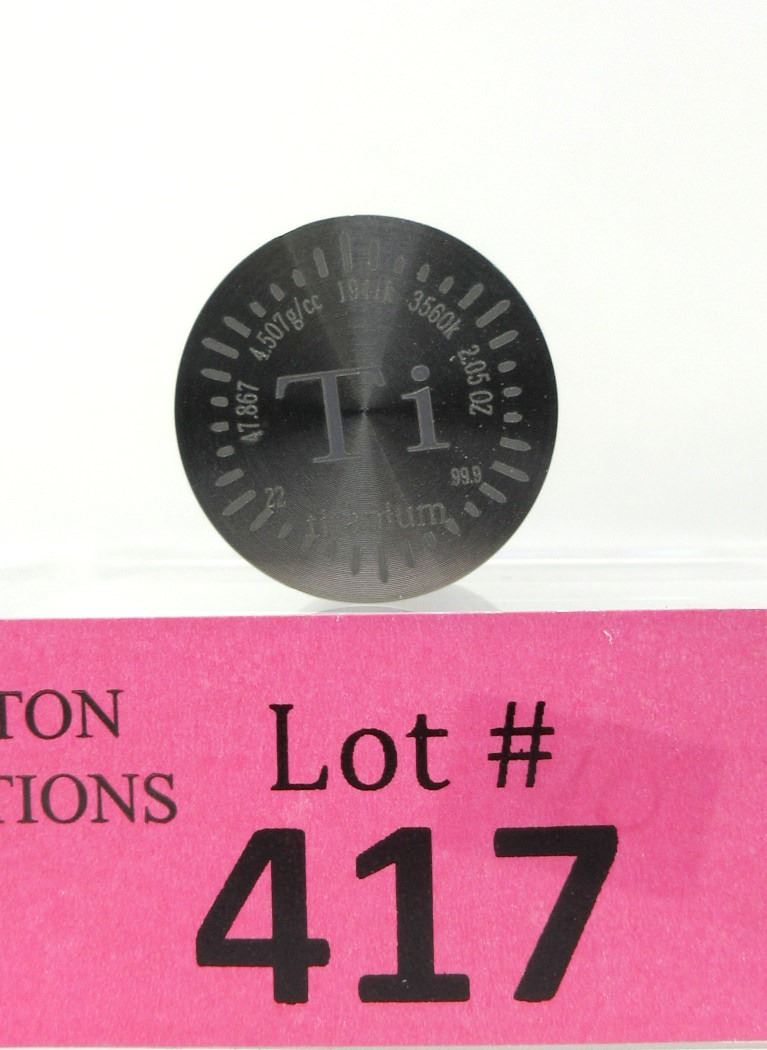 47.867
4.507g/cc
1941k
3560k
2.05 OZ
Ti
22
titanium
99.9
TON
TIONS
Lot #
417